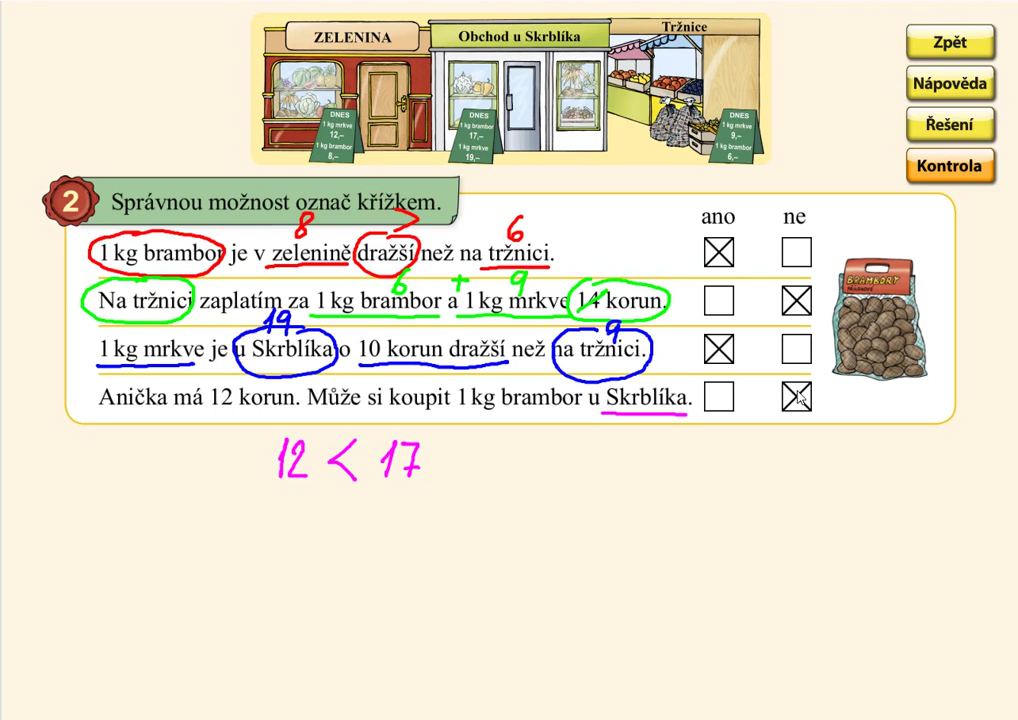 ZELENINA
Obchod u Skrblíka
Tržnice
DNES
1 kg mrkve
12,–
1 kg brambor
8,–
DNES
1 kg brambor
17,–
1 kg mrkve
19,–
DNES
1 kg mrkve
9,–
1 kg brambor
6,–
Zpět
Nápověda
Řešení
Kontrola
2 Správnou možnost označ křížkem.
ano ne
8 > 6
1 kg brambor je v zelenině dražší než na tržnici.
6 + 9
Na tržnici zaplatím za 1 kg brambor a 1 kg mrkve 14 korun.
19 9
1 kg mrkve je u Skrblíka o 10 korun dražší než na tržnici.
Anička má 12 korun. Může si koupit 1 kg brambor u Skrblíka.
12 < 17
BRAMBORY